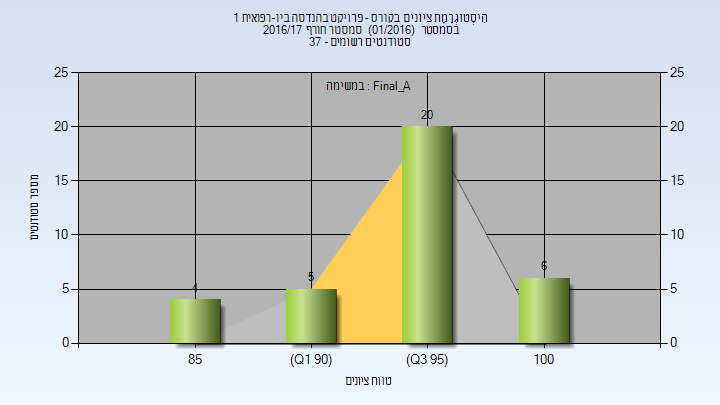 היסטוגרמת ציונים בקורס - פרויקט בהנדסה ביו-רפואית 1
בסמסטר (01/2016) סמסטר חורף 2016/17
סטודנטים רשומים - 37
במשימה : Final_A
25 25
20 20
15 15
10 10
5 5
0 0
4 5 20 6
85 (Q1 90) (Q3 95) 100
מספר סטודנטים
טווח ציונים